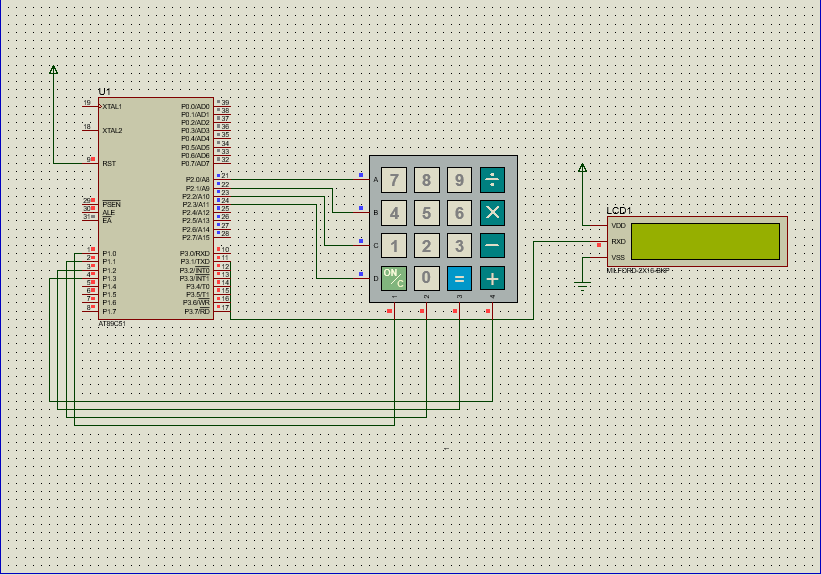 U1
19 XTAL1
18 XTAL2
9 RST
29 PSEN
30 ALE
31 EA
1 P1.0
2 P1.1
3 P1.2
4 P1.3
5 P1.4
6 P1.5
7 P1.6
8 P1.7
P0.0/AD0 39
P0.1/AD1 38
P0.2/AD2 37
P0.3/AD3 36
P0.4/AD4 35
P0.5/AD5 34
P0.6/AD6 33
P0.7/AD7 32
P2.0/A8 21
P2.1/A9 22
P2.2/A10 23
P2.3/A11 24
P2.4/A12 25
P2.5/A13 26
P2.6/A14 27
P2.7/A15 28
P3.0/RXD 10
P3.1/TXD 11
P3.2/INT0 12
P3.3/INT1 13
P3.4/T0 14
P3.5/T1 15
P3.6/WR 16
P3.7/RD 17
AT89C51
A 7 8 9 ÷
B 4 5 6 ×
C 1 2 3 −
D ON/C 0 = +
1 2 3 4
LCD1
VDD
RXD
VSS
MILFORD-2X16-BKP